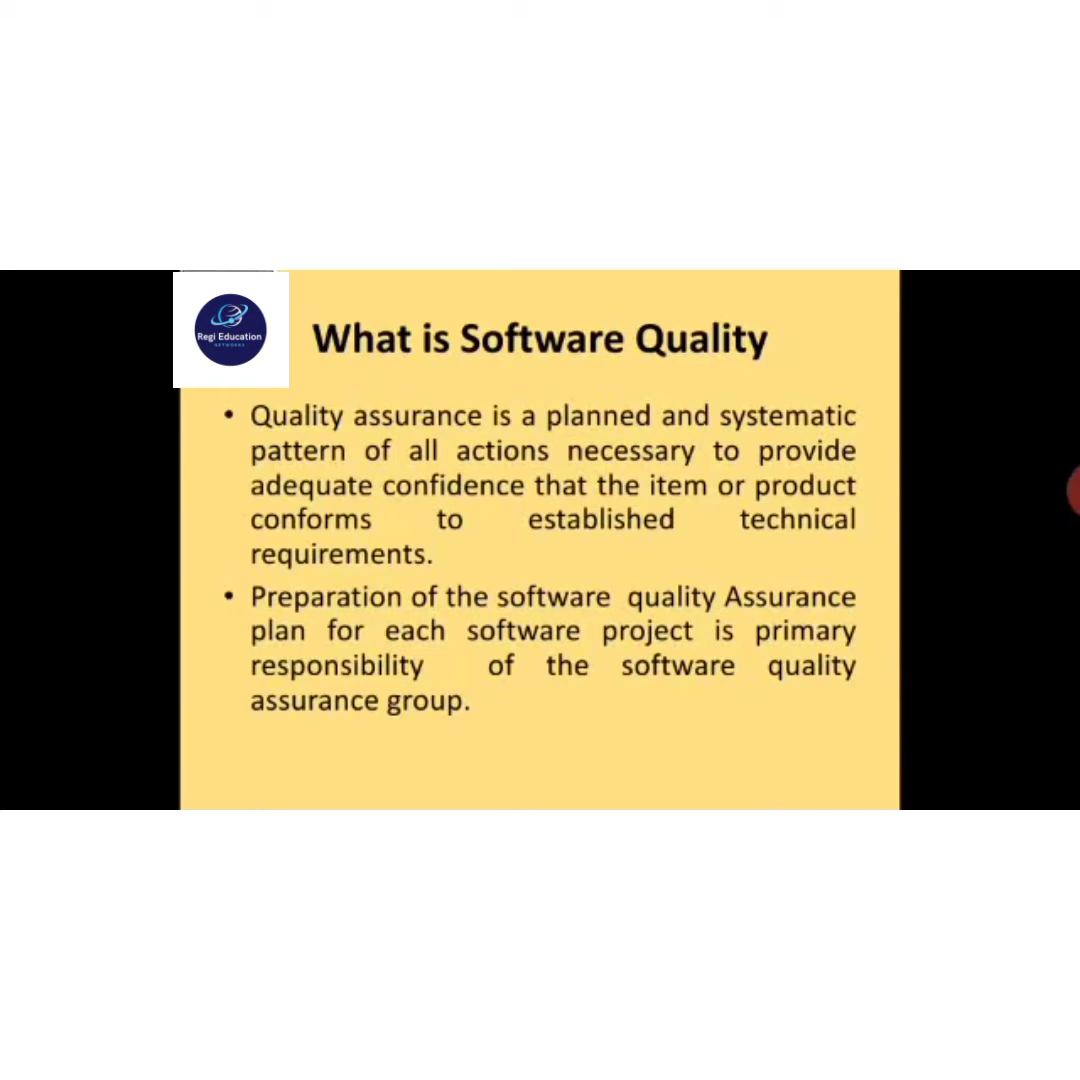 Regi Education
NETWORKS
What is Software Quality
• Quality assurance is a planned and systematic
pattern of all actions necessary to provide
adequate confidence that the item or product
conforms to established technical
requirements.
• Preparation of the software quality Assurance
plan for each software project is primary
responsibility of the software quality
assurance group.